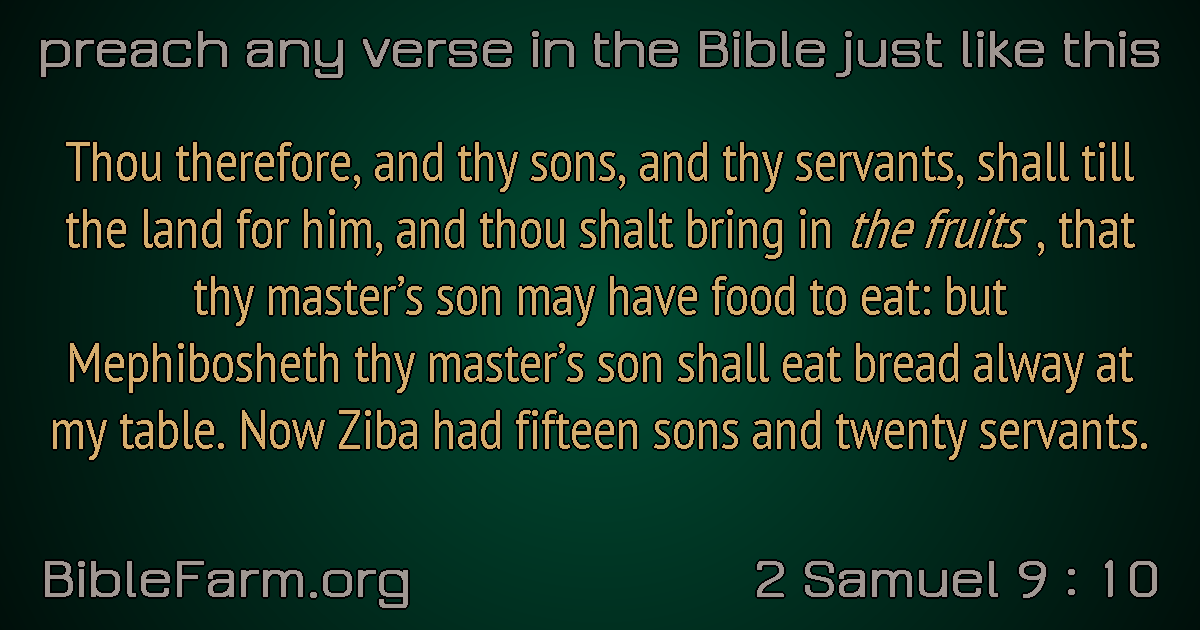 preach any verse in the Bible just like this
Thou therefore, and thy sons, and thy servants, shall till
the land for him, and thou shalt bring in the fruits , that
thy master’s son may have food to eat: but
Mephibosheth thy master’s son shall eat bread alway at
my table. Now Ziba had fifteen sons and twenty servants.
BibleFarm.org
2 Samuel 9 : 10